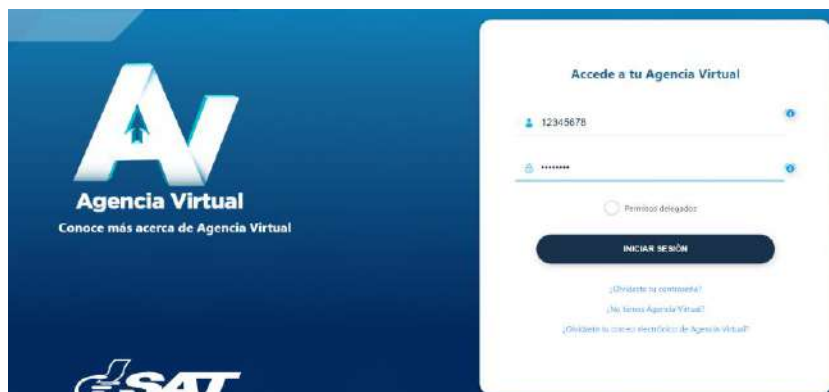 AV
Agencia Virtual
Conoce más acerca de Agencia Virtual
SAT
Accede a tu Agencia Virtual
12345678
••••••••
Permisos delegados
INICIAR SESIÓN
¿Olvidaste tu contraseña?
¿No tienes Agencia Virtual?
¿Olvidaste tu correo electrónico de Agencia Virtual?